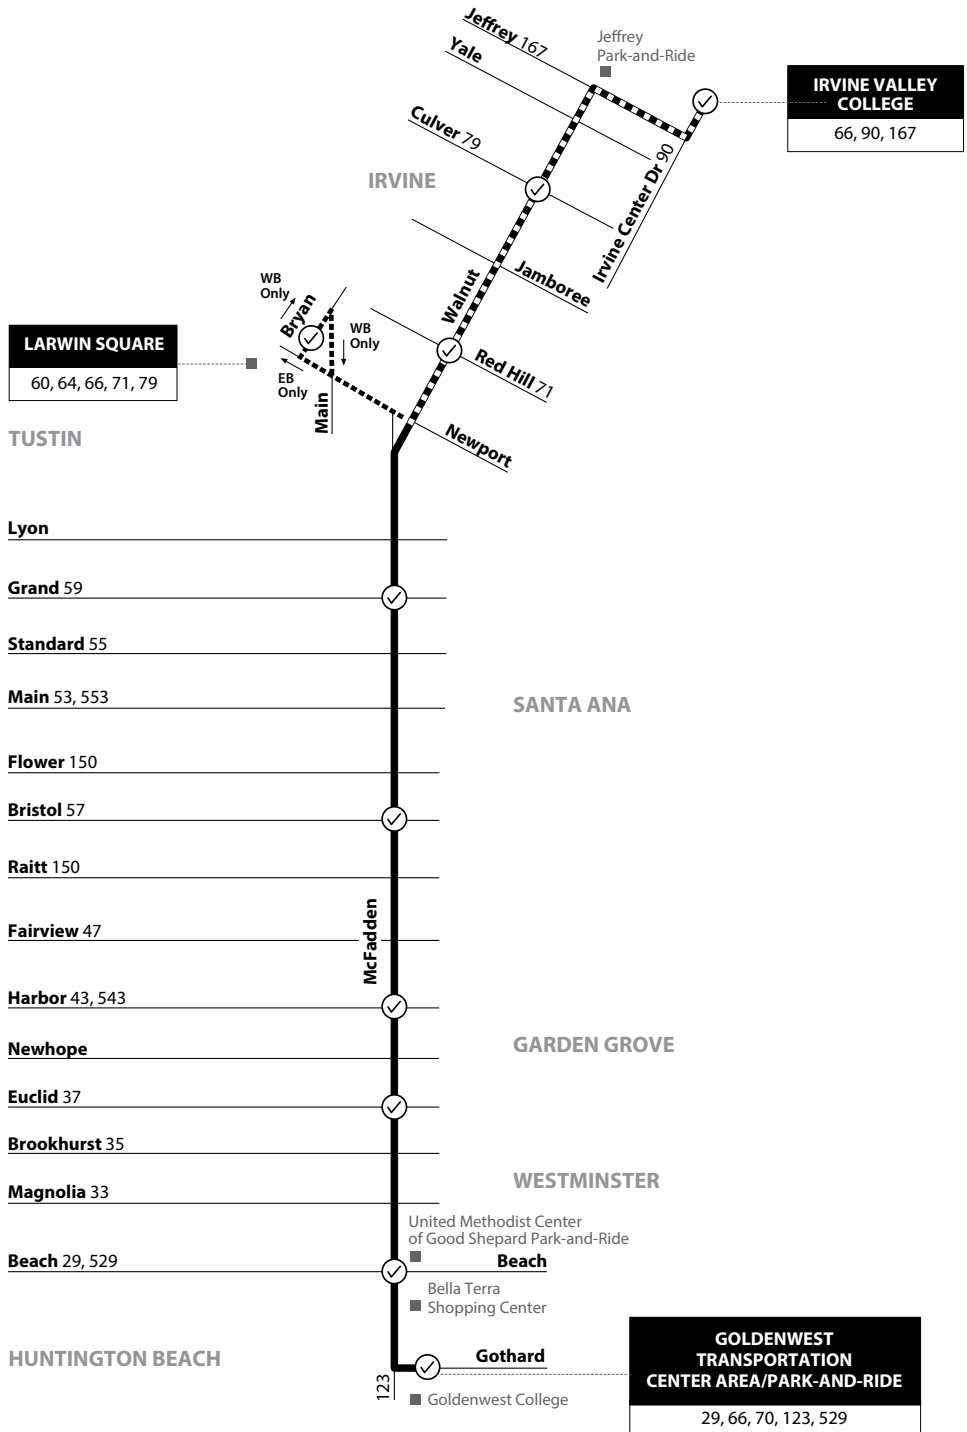 Jeffrey 167
Jeffrey
Park-and-Ride
Yale
IRVINE VALLEY
COLLEGE
66, 90, 167
Culver 79
IRVINE
Irvine Center Dr 90
Jamboree
Walnut
WB
Only
Bryan
WB
Only
LARWIN SQUARE
60, 64, 66, 71, 79
EB
Only
Main
Red Hill 71
TUSTIN
Newport
Lyon
Grand 59
Standard 55
Main 53, 553
SANTA ANA
Flower 150
Bristol 57
Raitt 150
McFadden
Fairview 47
Harbor 43, 543
Newhope
GARDEN GROVE
Euclid 37
Brookhurst 35
WESTMINSTER
Magnolia 33
United Methodist Center
of Good Shepard Park-and-Ride
Beach 29, 529
Beach
Bella Terra
Shopping Center
HUNTINGTON BEACH
Gothard
GOLDENWEST
TRANSPORTATION
CENTER AREA/PARK-AND-RIDE
29, 66, 70, 123, 529
123
Goldenwest College